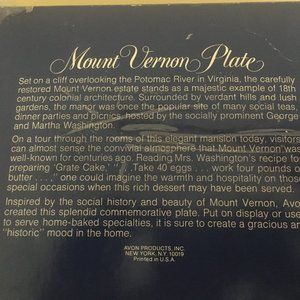 Mount Vernon Plate
Set on a cliff overlooking the Potomac River in Virginia, the carefully
restored Mount Vernon estate stands as a majestic example of 18th
century colonial architecture. Surrounded by verdant hills and lush
gardens, the manor was once the popular site of many social teas,
dinner parties and picnics, hosted by the socially prominent George
and Martha Washington.
On a tour through the rooms of this elegant mansion today, visitors
can almost sense the convivial atmosphere that Mount Vernon was
well-known for centuries ago. Reading Mrs. Washington's recipe for
preparing 'Grate Cake,' " . .Take 40 eggs . . . work four pounds o
butter . . . ," one could imagine the warmth and hospitality on those
special occasions when this rich dessert may have been served.
Inspired by the social history and beauty of Mount Vernon, Avo
created this splendid commemorative plate. Put on display or use
to serve home-baked specialties, it is sure to create a gracious an
"historic" mood in the home.
AVON PRODUCTS, INC.
NEW YORK, N.Y. 10019
Printed in U.S.A.